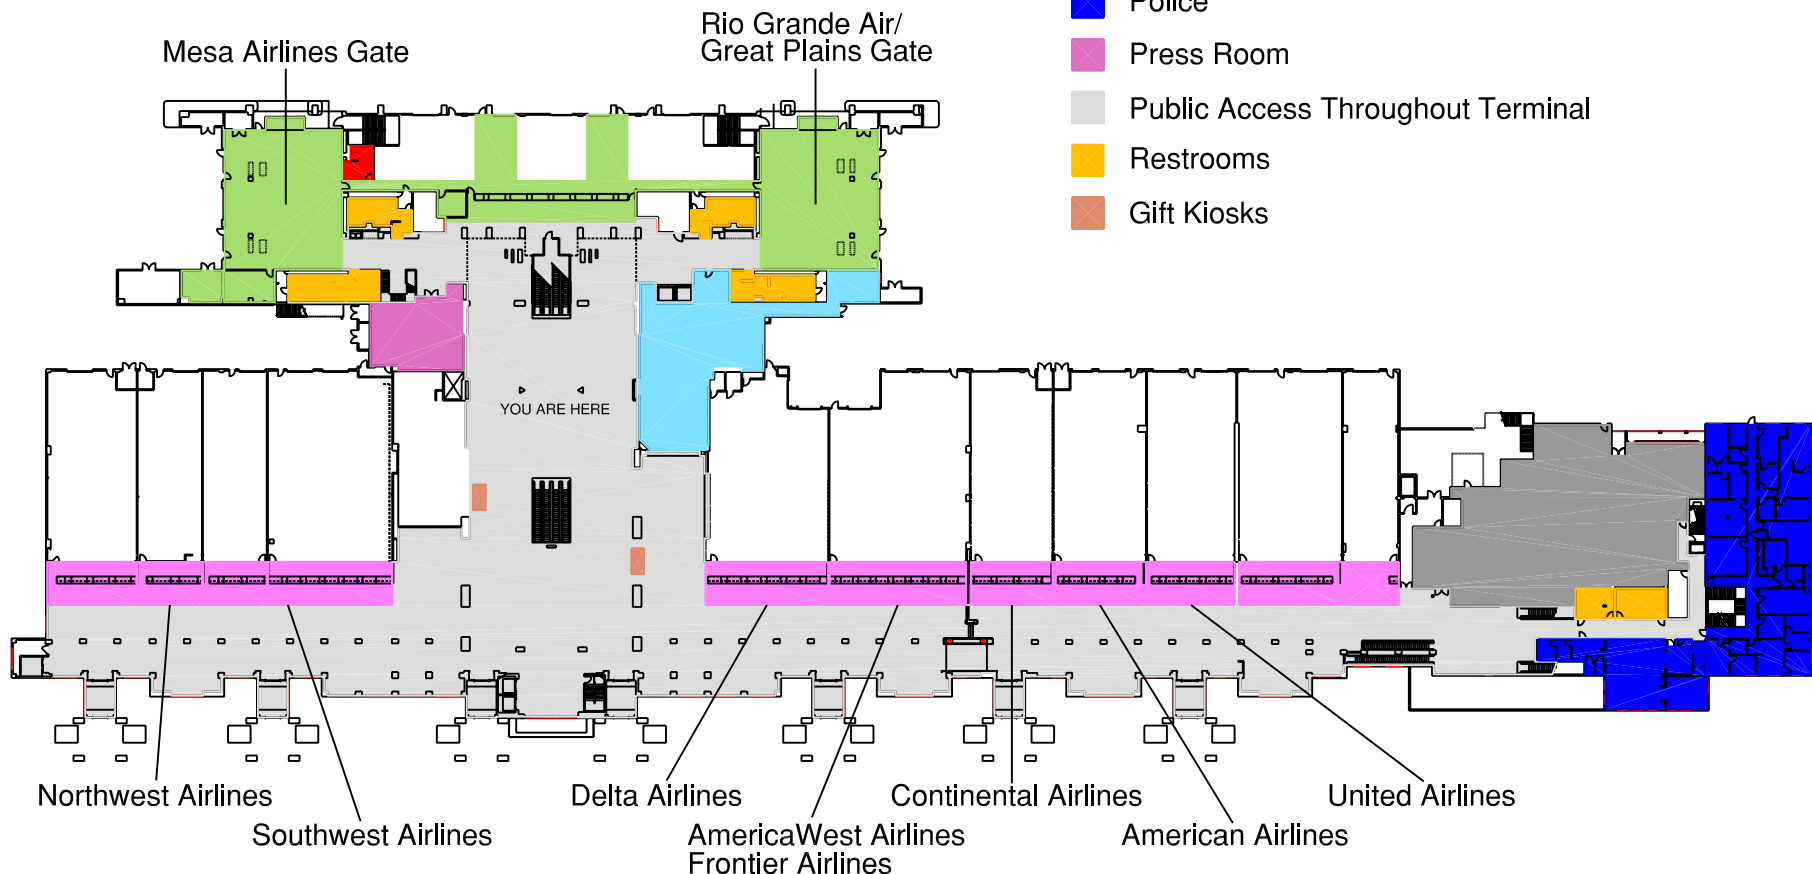 Police
Rio Grande Air/
Great Plains Gate
Mesa Airlines Gate
Press Room
Public Access Throughout Terminal
Restrooms
Gift Kiosks
YOU ARE HERE
Northwest Airlines
Southwest Airlines
Delta Airlines
AmericaWest Airlines
Frontier Airlines
Continental Airlines
American Airlines
United Airlines